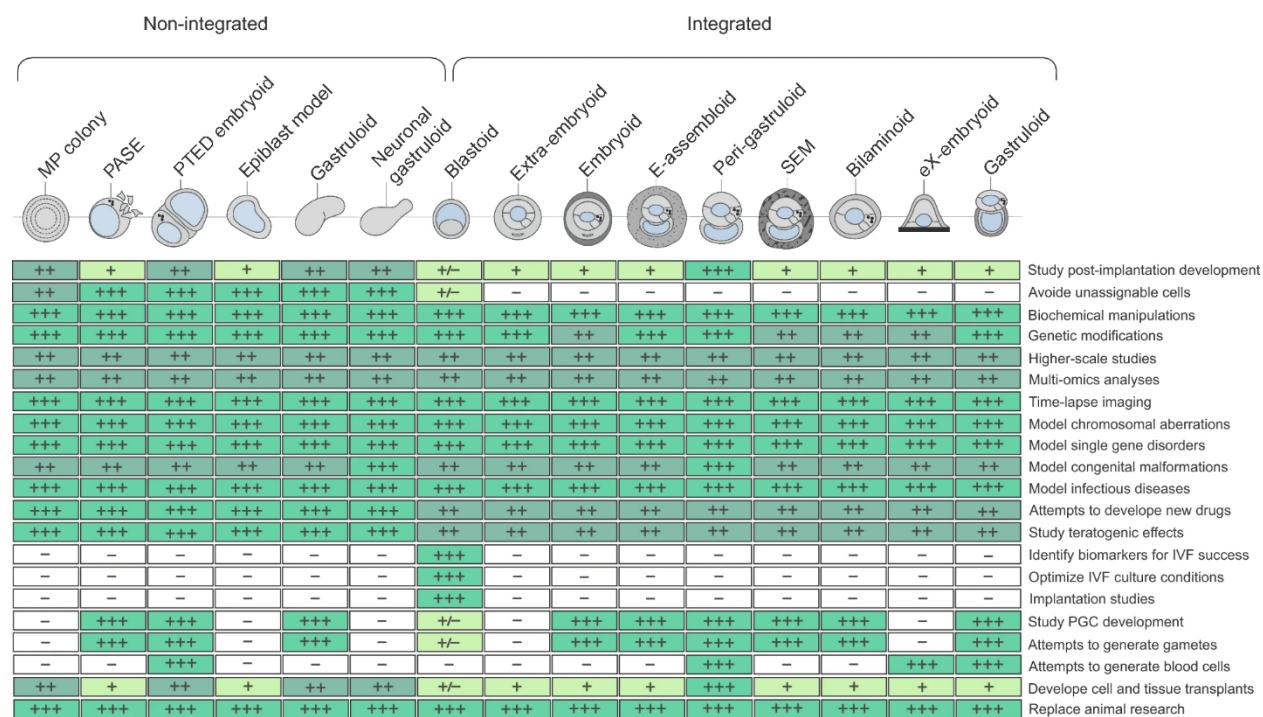 Non-integrated Integrated
MP colony
PASE
PTED embryoid
Epiblast model
Gastruloid
Neuronal
gastruloid
Blastoid
Extra-embryoid
Embryoid
E-assembloid
Peri-gastruloid
SEM
Bilaminoid
eX-embryoid
Gastruloid
++ + ++ + ++ ++ +/− + + + +++ + + + + Study post-implantation development
++ +++ +++ +++ +++ +++ +/− − − − − − − − − Avoide unassignable cells
+++ +++ +++ +++ +++ +++ +++ +++ +++ +++ +++ +++ +++ +++ +++ Biochemical manipulations
+++ +++ +++ +++ +++ +++ +++ +++ ++ +++ +++ ++ ++ ++ +++ Genetic modifications
++ ++ ++ ++ ++ ++ ++ ++ ++ ++ ++ ++ ++ ++ ++ Higher-scale studies
++ ++ ++ ++ ++ ++ ++ ++ ++ ++ ++ ++ ++ ++ ++ Multi-omics analyses
+++ +++ +++ +++ +++ +++ +++ +++ +++ +++ +++ +++ +++ +++ +++ Time-lapse imaging
+++ +++ +++ +++ +++ +++ +++ +++ +++ +++ +++ +++ +++ +++ +++ Model chromosomal aberrations
+++ +++ +++ +++ +++ +++ +++ +++ +++ +++ +++ +++ +++ +++ +++ Model single gene disorders
++ ++ ++ ++ ++ +++ ++ ++ ++ ++ +++ ++ ++ ++ ++ Model congenital malformations
+++ +++ +++ +++ +++ +++ +++ +++ +++ +++ +++ +++ +++ +++ +++ Model infectious diseases
+++ +++ +++ +++ +++ +++ ++ ++ ++ ++ ++ ++ ++ ++ ++ Attempts to develop new drugs
+++ +++ +++ +++ +++ +++ ++ ++ ++ ++ ++ ++ ++ ++ ++ Study teratogenic effects
− − − − − − +++ − − − − − − − − Identify biomarkers for IVF success
− − − − − − +++ − − − − − − − − Optimize IVF culture conditions
− − − − − − +++ − − − − − − − − Implantation studies
− +++ +++ − +++ − +/− − +++ +++ +++ +++ +++ − +++ Study PGC development
− +++ +++ − +++ − +/− − +++ +++ +++ +++ +++ − +++ Attempts to generate gametes
− − +++ − − − − − − − +++ − − +++ +++ Attempts to generate blood cells
++ + ++ + ++ ++ +/− + + + +++ + + + + Develope cell and tissue transplants
+++ +++ +++ +++ +++ +++ +++ +++ +++ +++ +++ +++ +++ +++ +++ Replace animal research